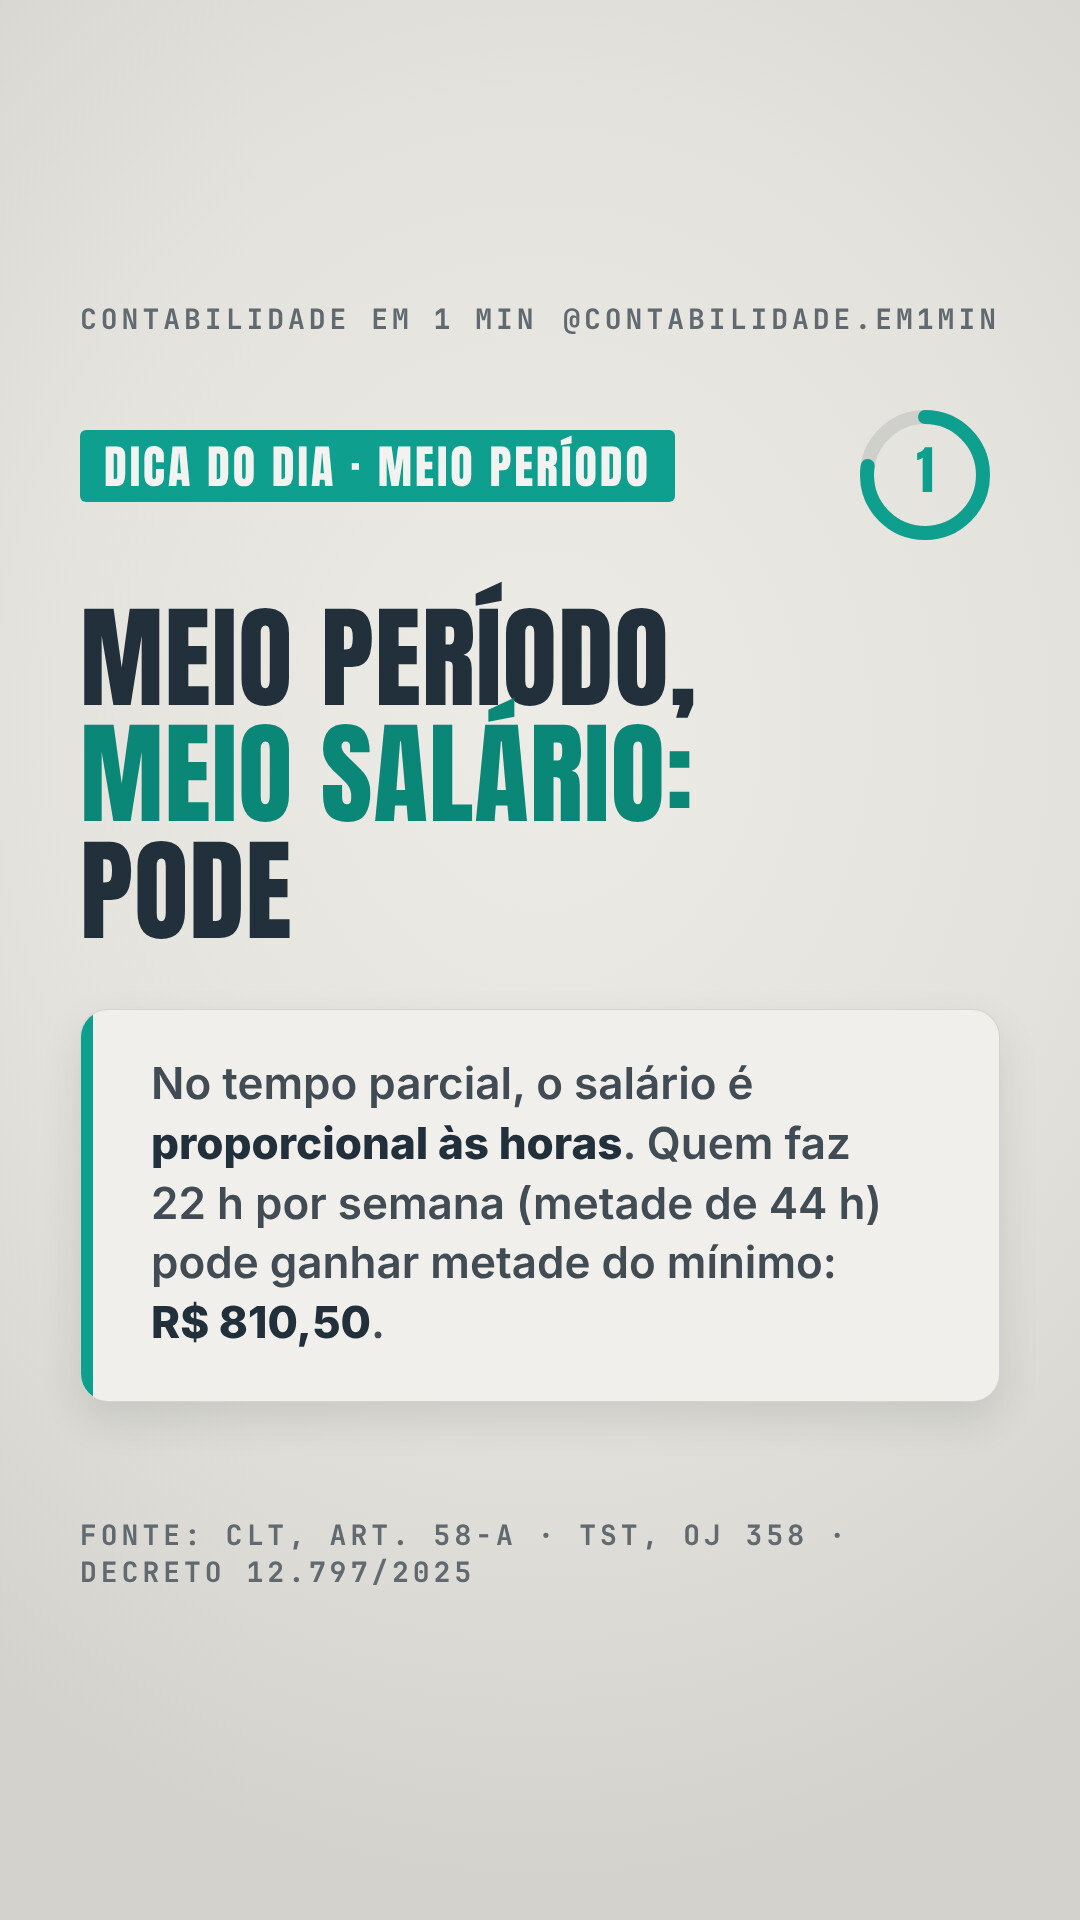 CONTABILIDADE EM 1 MIN @CONTABILIDADE.EM1MIN
DICA DO DIA · MEIO PERÍODO
1
MEIO PERÍODO,
MEIO SALÁRIO:
PODE
No tempo parcial, o salário é
proporcional às horas. Quem faz
22 h por semana (metade de 44 h)
pode ganhar metade do mínimo:
R$ 810,50.
FONTE: CLT, ART. 58-A · TST, OJ 358 ·
DECRETO 12.797/2025